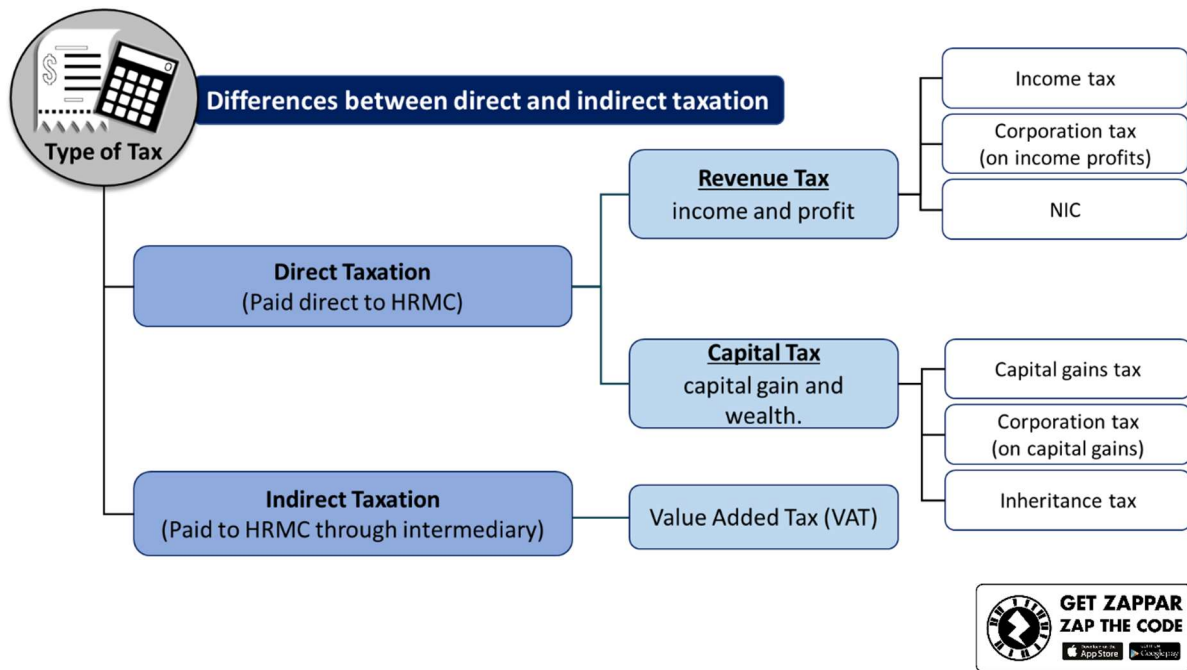 Differences between direct and indirect taxation
Type of Tax
Direct Taxation
(Paid direct to HRMC)
Revenue Tax
income and profit
Income tax
Corporation tax
(on income profits)
NIC
Capital Tax
capital gain and
wealth.
Capital gains tax
Corporation tax
(on capital gains)
Inheritance tax
Indirect Taxation
(Paid to HRMC through intermediary)
Value Added Tax (VAT)
GET ZAPPAR
ZAP THE CODE
App Store
Google play